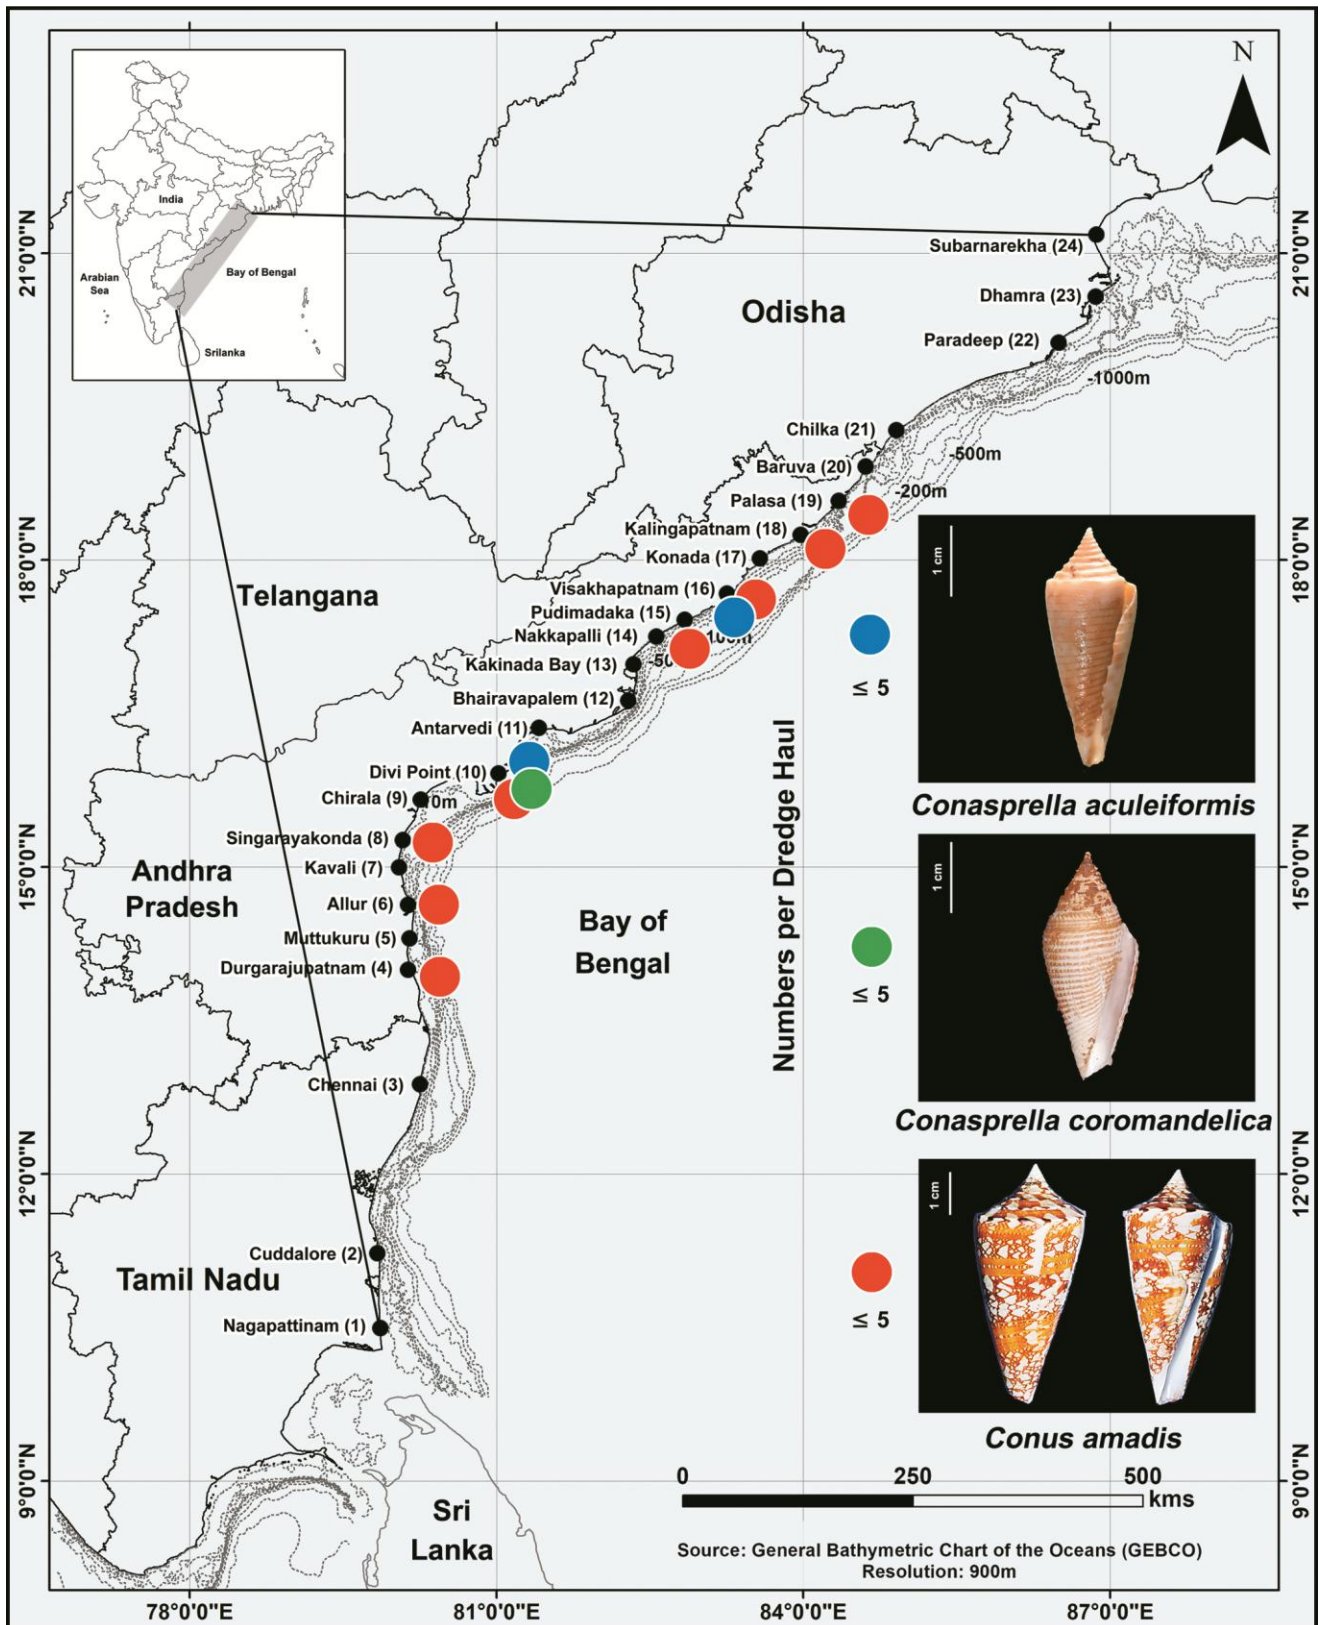 N
India
Arabian
Sea
Bay of Bengal
Srilanka
21°0'0"N
18°0'0"N
15°0'0"N
12°0'0"N
9°0'0"N
21°0'0"N
18°0'0"N
15°0'0"N
12°0'0"N
9°0'0"N
Subarnarekha (24)
Dhamra (23)
Odisha
Paradeep (22)
-1000m
Chilka (21)
-500m
Baruva (20)
-200m
Palasa (19)
Kalingapatnam (18)
Konada (17)
Telangana
Visakhapatnam (16)
Pudimadaka (15)
Nakkapalli (14)
Kakinada Bay (13)
Bhairavapalem (12)
Antarvedi (11)
Divi Point (10)
Chirala (9)
Singarayakonda (8)
Kavali (7)
Andhra
Pradesh
Allur (6)
Muttukuru (5)
Durgarajupatnam (4)
Bay of
Bengal
Chennai (3)
Cuddalore (2)
Tamil Nadu
Nagapattinam (1)
Sri
Lanka
Numbers per Dredge Haul
1 cm
≤ 5
Conasprella aculeiformis
1 cm
≤ 5
Conasprella coromandelica
1 cm
≤ 5
Conus amadis
0 250 500
kms
Source: General Bathymetric Chart of the Oceans (GEBCO)
Resolution: 900m
78°0'0"E 81°0'0"E 84°0'0"E 87°0'0"E